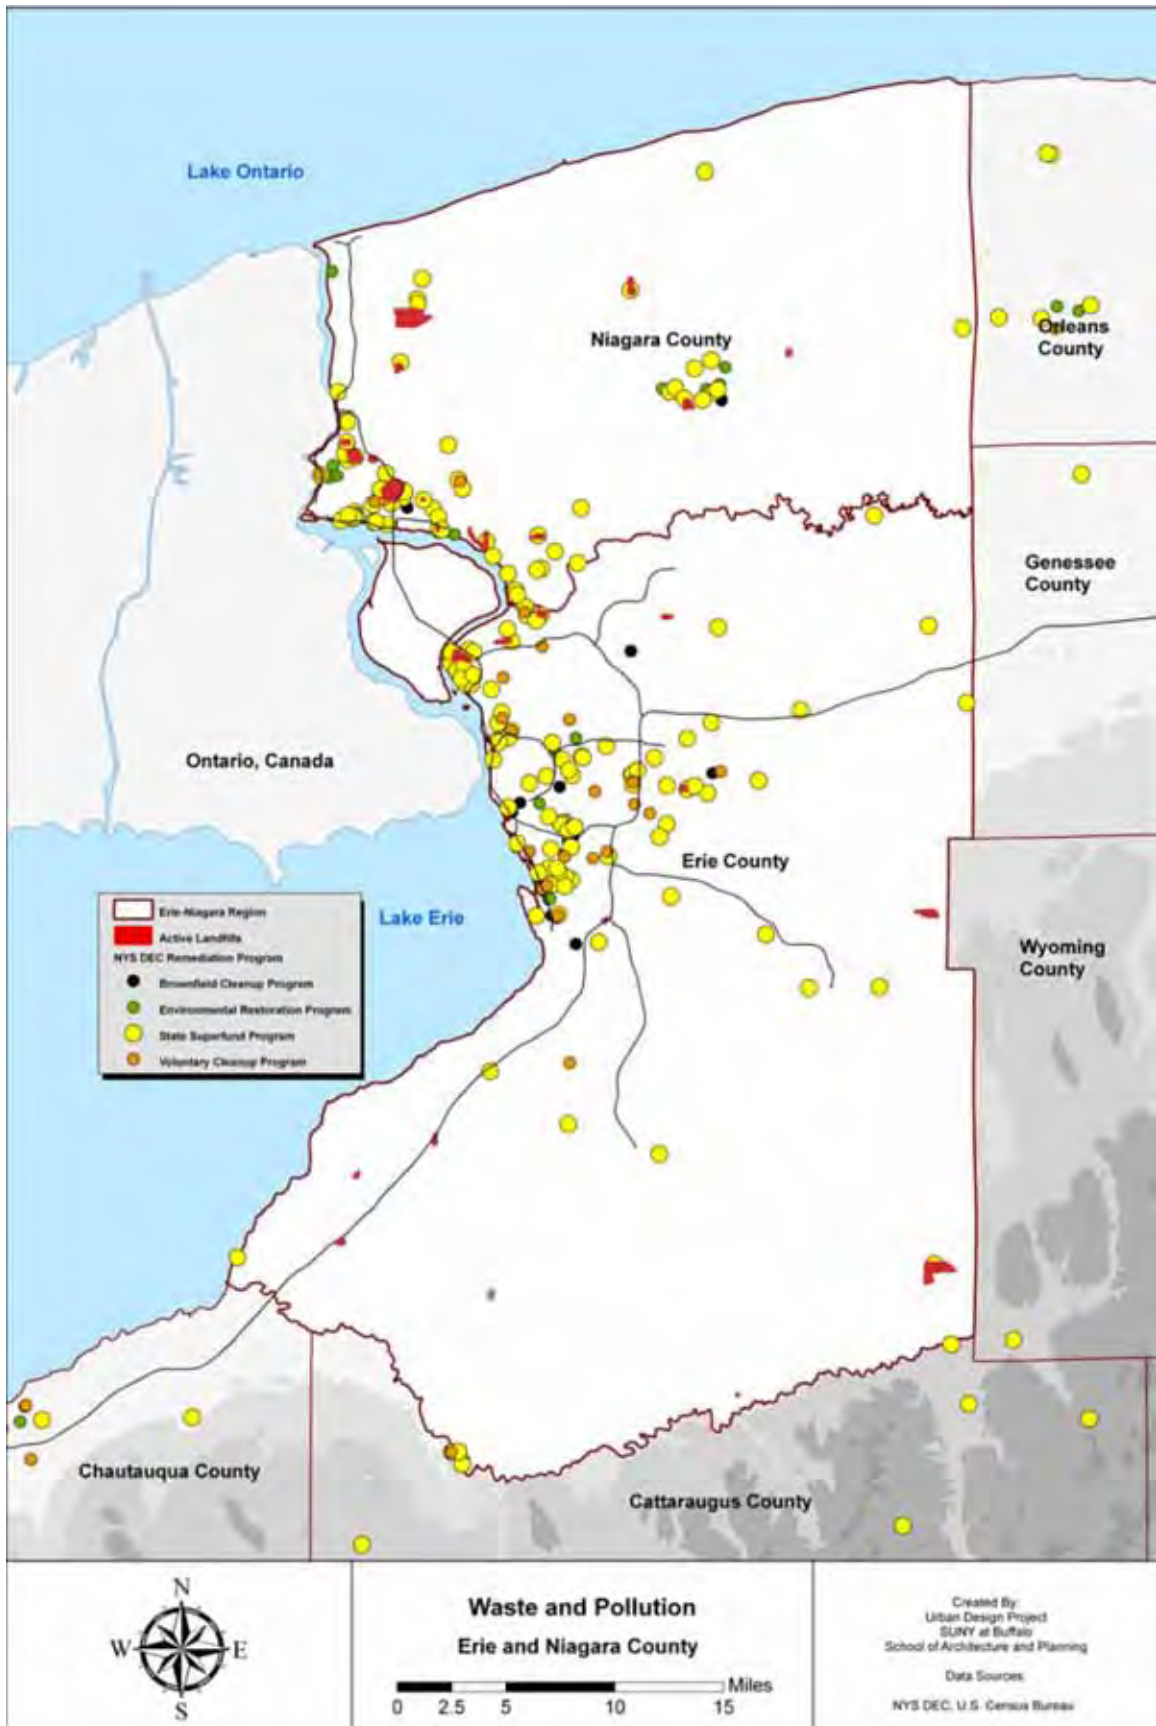 Lake Ontario
Niagara County
Orleans
County
Genessee
County
Ontario, Canada
Erie County
Lake Erie
Wyoming
County
Erie-Niagara Region
Active Landfills
NYS DEC Remediation Program
Brownfield Cleanup Program
Environmental Restoration Program
State Superfund Program
Voluntary Cleanup Program
Chautauqua County
Cattaraugus County
N
W E
S
Waste and Pollution
Erie and Niagara County
Miles
0 2.5 5 10 15
Created By:
Urban Design Project
SUNY at Buffalo
School of Architecture and Planning
Data Sources:
NYS DEC, U.S. Census Bureau